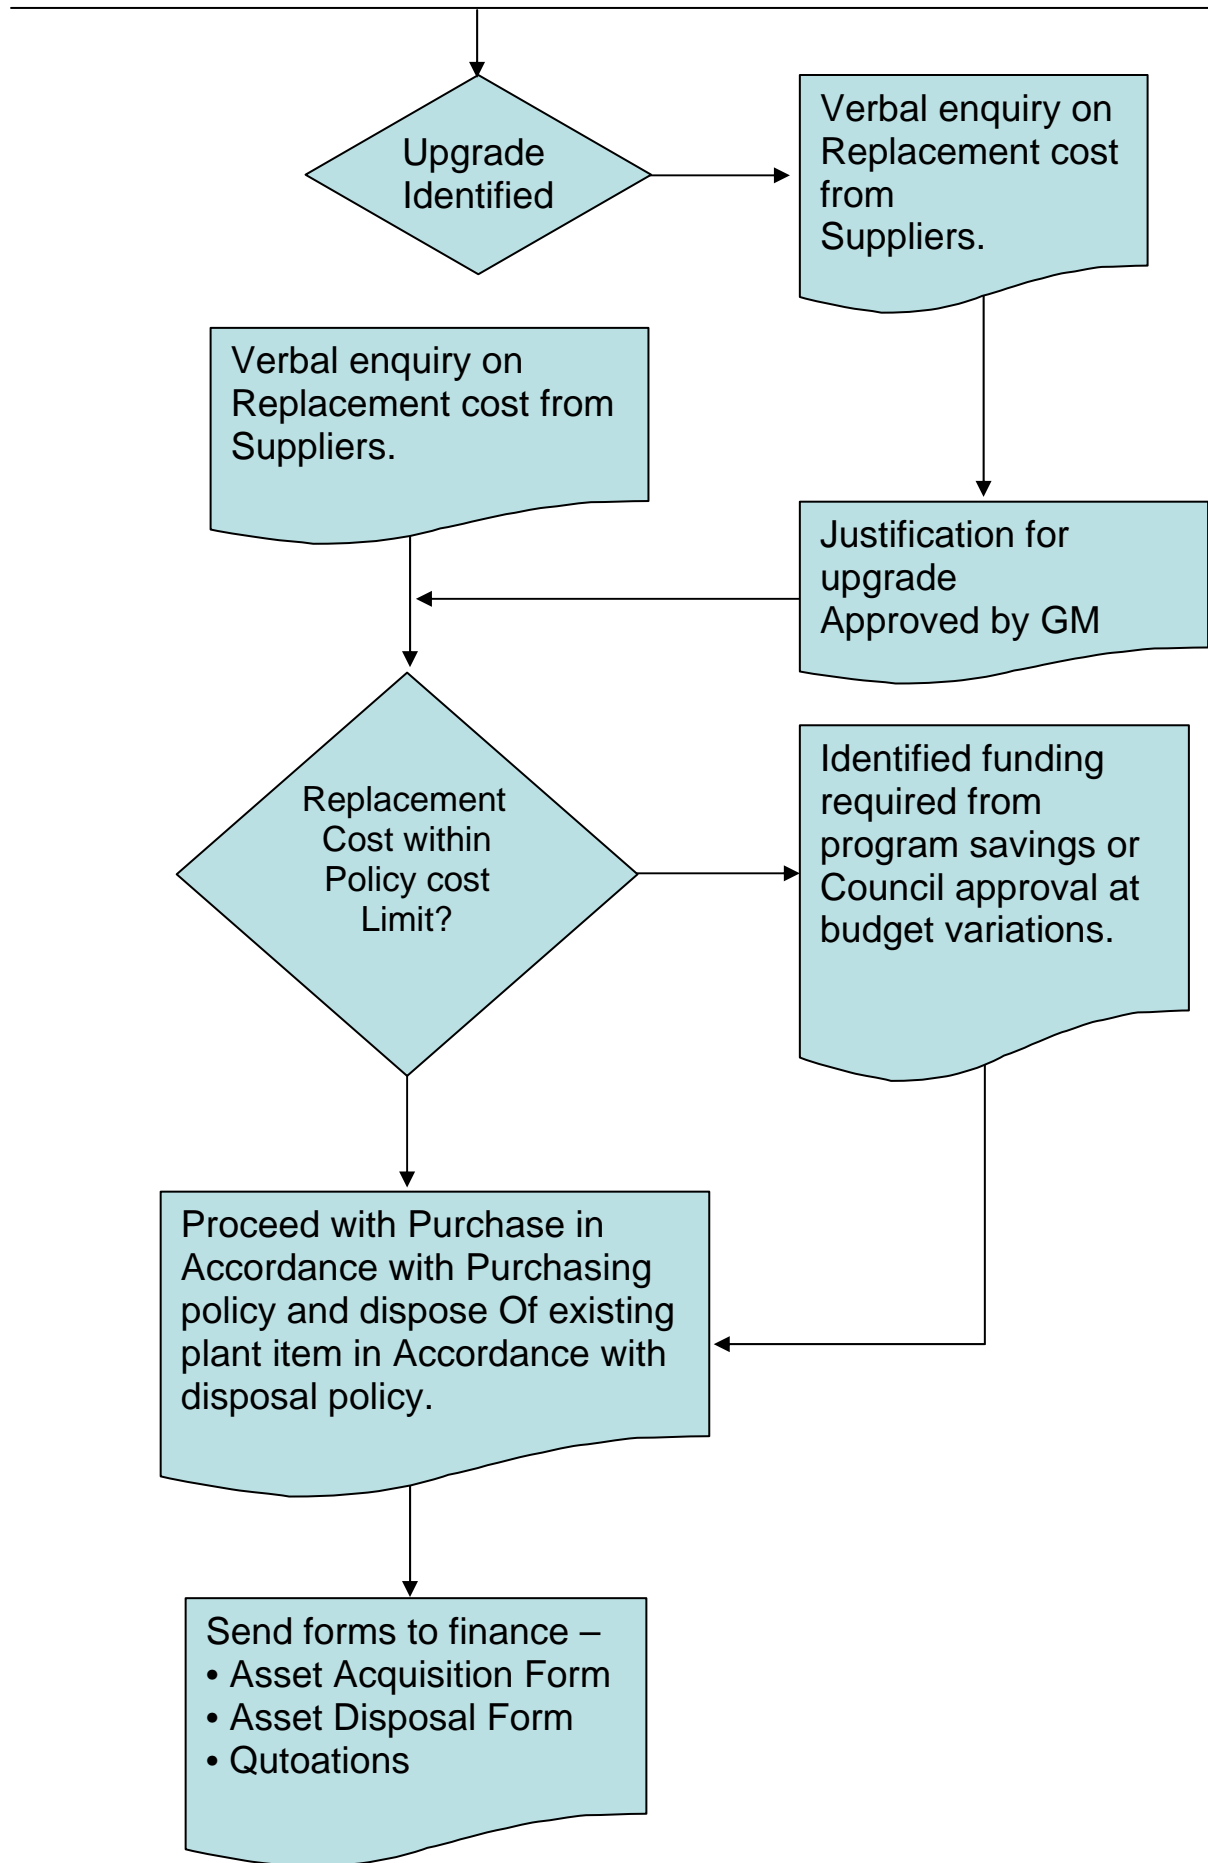 Upgrade
Identified
Verbal enquiry on
Replacement cost
from
Suppliers.
Verbal enquiry on
Replacement cost from
Suppliers.
Justification for
upgrade
Approved by GM
Replacement
Cost within
Policy cost
Limit?
Identified funding
required from
program savings or
Council approval at
budget variations.
Proceed with Purchase in
Accordance with Purchasing
policy and dispose Of existing
plant item in Accordance with
disposal policy.
Send forms to finance –
• Asset Acquisition Form
• Asset Disposal Form
• Qutoations